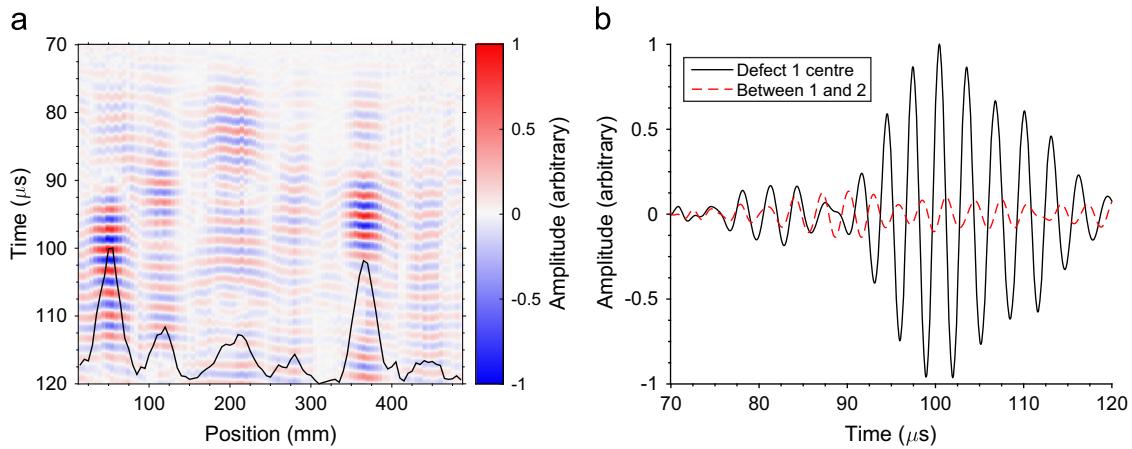 a
70
80
90
100
110
120
Time (μs)
100
200
300
400
Position (mm)
1
0.5
0
-0.5
-1
Amplitude (arbitrary)
b
Defect 1 centre
Between 1 and 2
1
0.5
0
-0.5
-1
Amplitude (arbitrary)
70
80
90
100
110
120
Time (μs)